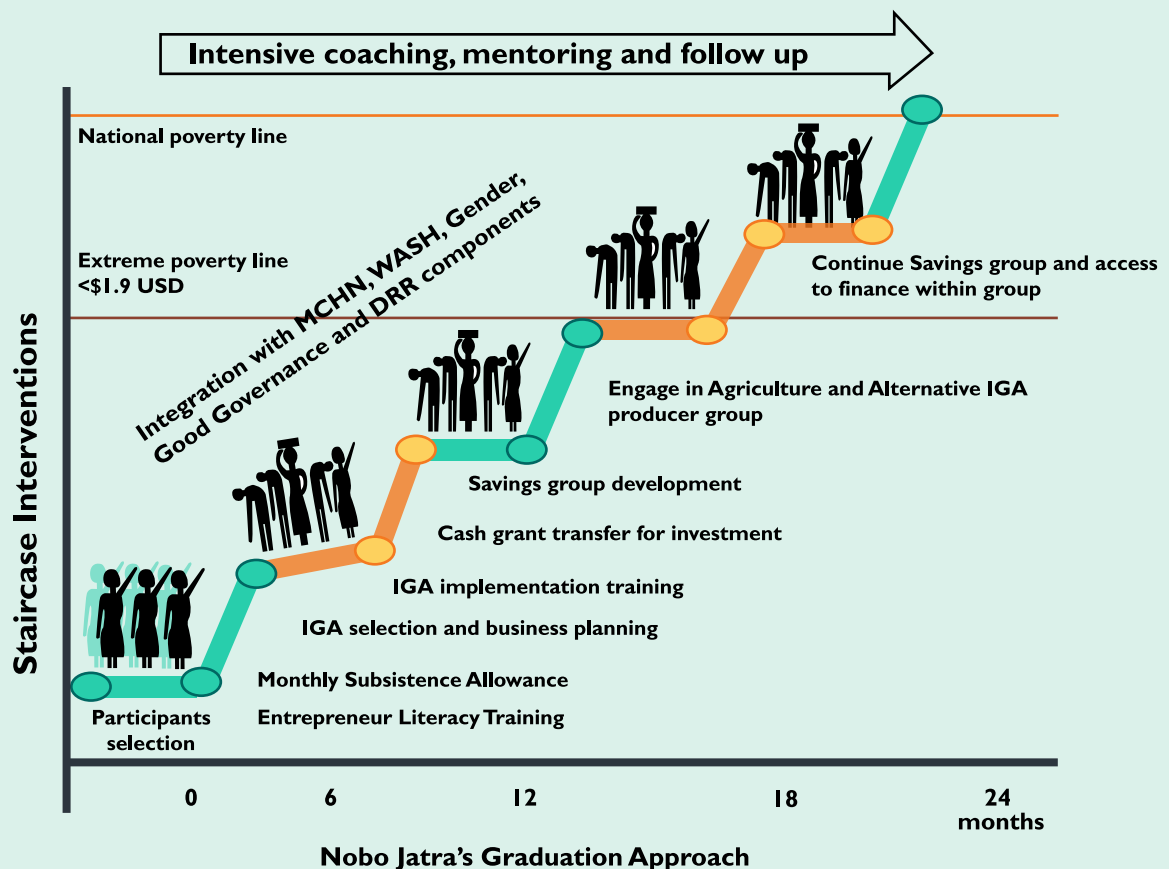 Intensive coaching, mentoring and follow up
National poverty line
Extreme poverty line
<$1.9 USD
Integration with MCHN, WASH, Gender,
Good Governance and DRR components
Continue Savings group and access
to finance within group
Engage in Agriculture and Alternative IGA
producer group
Savings group development
Cash grant transfer for investment
IGA implementation training
IGA selection and business planning
Monthly Subsistence Allowance
Entrepreneur Literacy Training
Participants
selection
Staircase Interventions
0 6 12 18 24
months
Nobo Jatra's Graduation Approach